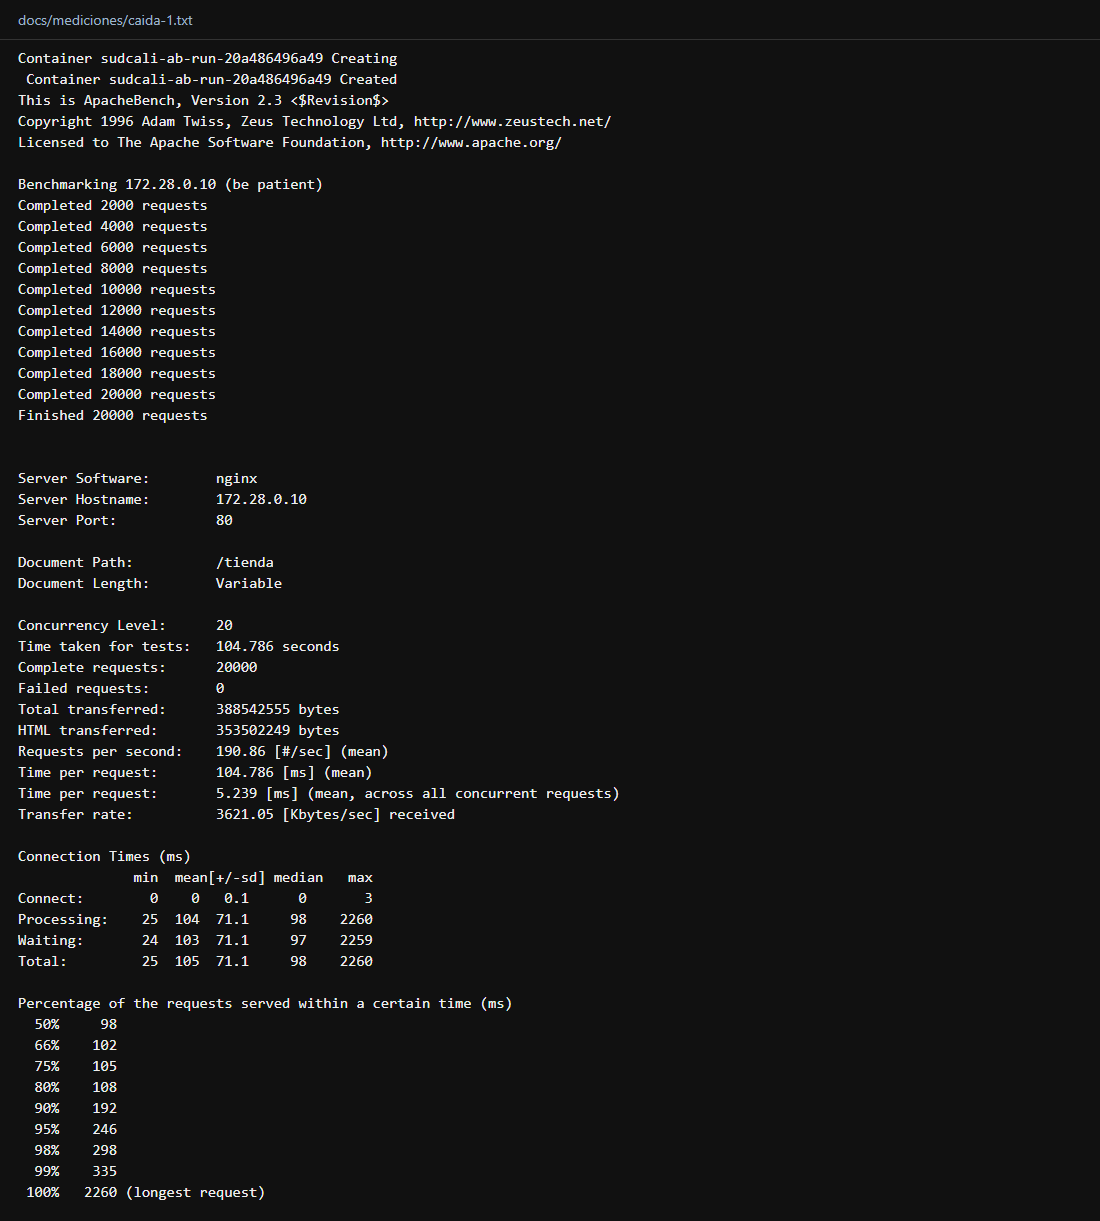 docs/mediciones/caida-1.txt
Container sudcali-ab-run-20a486496a49 Creating
Container sudcali-ab-run-20a486496a49 Created
This is ApacheBench, Version 2.3 <$Revision$>
Copyright 1996 Adam Twiss, Zeus Technology Ltd, http://www.zeustech.net/
Licensed to The Apache Software Foundation, http://www.apache.org/

Benchmarking 172.28.0.10 (be patient)
Completed 2000 requests
Completed 4000 requests
Completed 6000 requests
Completed 8000 requests
Completed 10000 requests
Completed 12000 requests
Completed 14000 requests
Completed 16000 requests
Completed 18000 requests
Completed 20000 requests
Finished 20000 requests

Server Software:        nginx
Server Hostname:        172.28.0.10
Server Port:            80

Document Path:          /tienda
Document Length:        Variable

Concurrency Level:      20
Time taken for tests:   104.786 seconds
Complete requests:      20000
Failed requests:        0
Total transferred:      388542555 bytes
HTML transferred:       353502249 bytes
Requests per second:    190.86 [#/sec] (mean)
Time per request:       104.786 [ms] (mean)
Time per request:       5.239 [ms] (mean, across all concurrent requests)
Transfer rate:          3621.05 [Kbytes/sec] received

Connection Times (ms)
              min  mean[+/-sd] median   max
Connect:        0    0   0.1      0       3
Processing:    25  104  71.1     98    2260
Waiting:       24  103  71.1     97    2259
Total:         25  105  71.1     98    2260

Percentage of the requests served within a certain time (ms)
  50%     98
  66%    102
  75%    105
  80%    108
  90%    192
  95%    246
  98%    298
  99%    335
 100%   2260 (longest request)